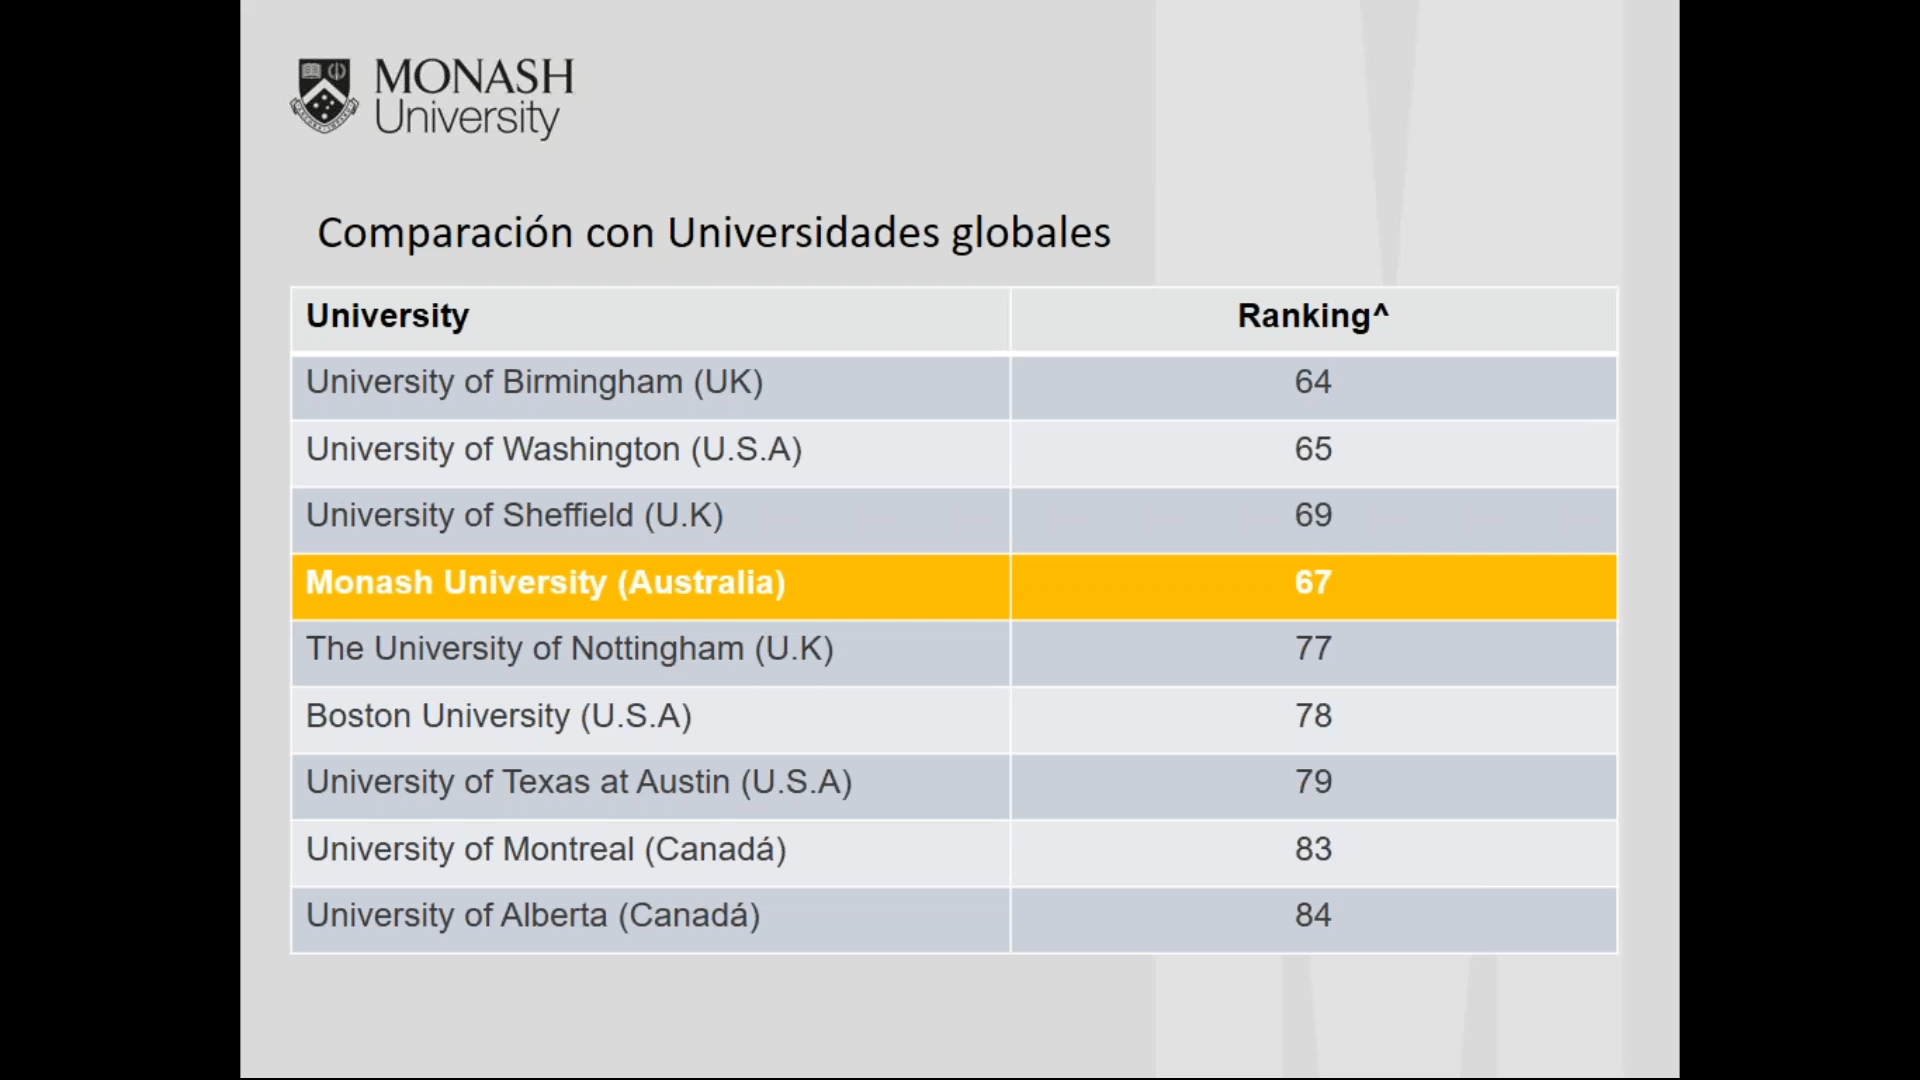 MONASH
University
Comparación con Universidades globales
University Ranking^
University of Birmingham (UK) 64
University of Washington (U.S.A) 65
University of Sheffield (U.K) 69
Monash University (Australia) 67
The University of Nottingham (U.K) 77
Boston University (U.S.A) 78
University of Texas at Austin (U.S.A) 79
University of Montreal (Canadá) 83
University of Alberta (Canadá) 84